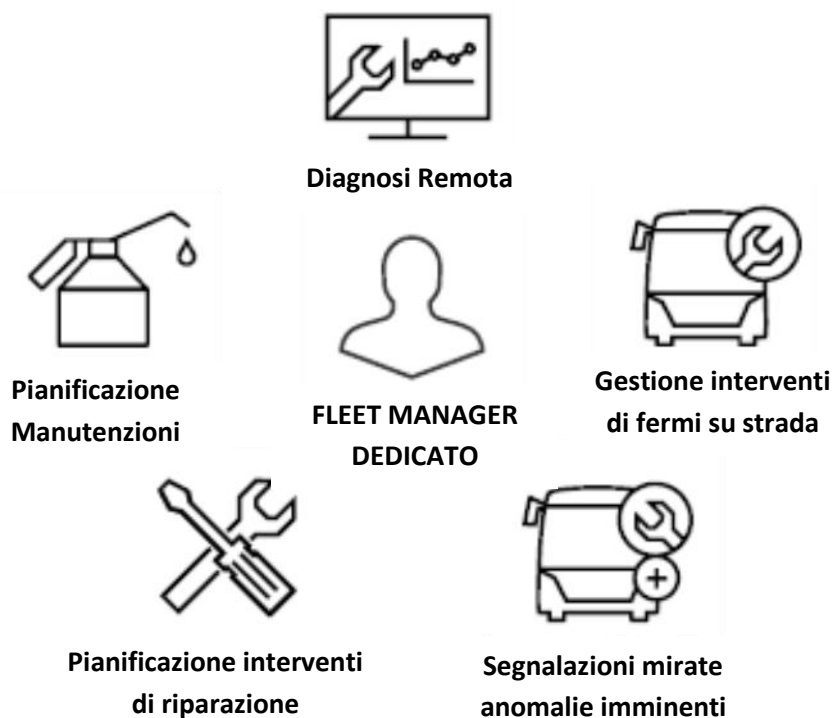 Diagnosi Remota
Pianificazione
Manutenzioni
FLEET MANAGER
DEDICATO
Gestione interventi
di fermi su strada
Pianificazione interventi
di riparazione
Segnalazioni mirate
anomalie imminenti